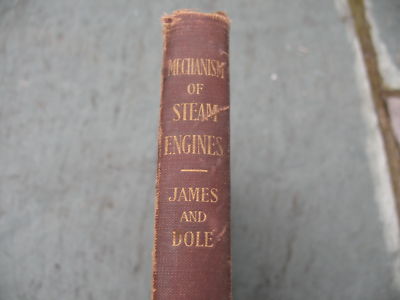 MECHANISM
OF
STEAM
ENGINES
JAMES
AND
DOLE